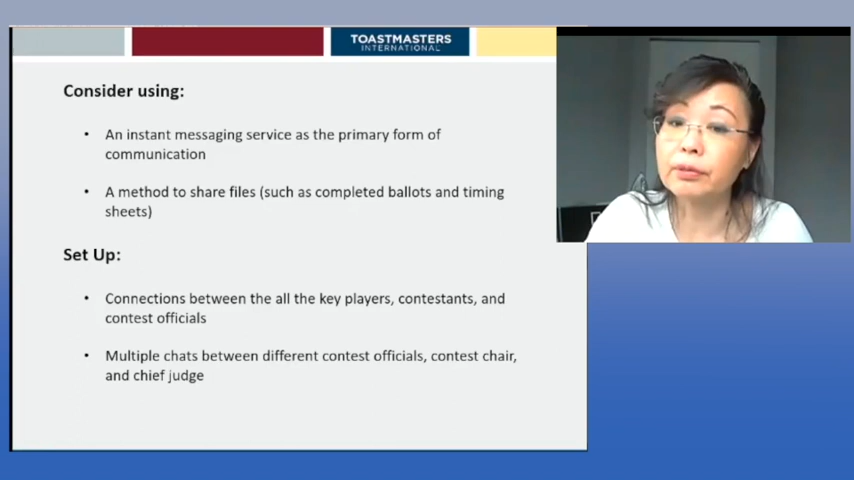 TOASTMASTERS
INTERNATIONAL
Consider using:
• An instant messaging service as the primary form of
communication
• A method to share files (such as completed ballots and timing
sheets)
Set Up:
• Connections between the all the key players, contestants, and
contest officials
• Multiple chats between different contest officials, contest chair,
and chief judge